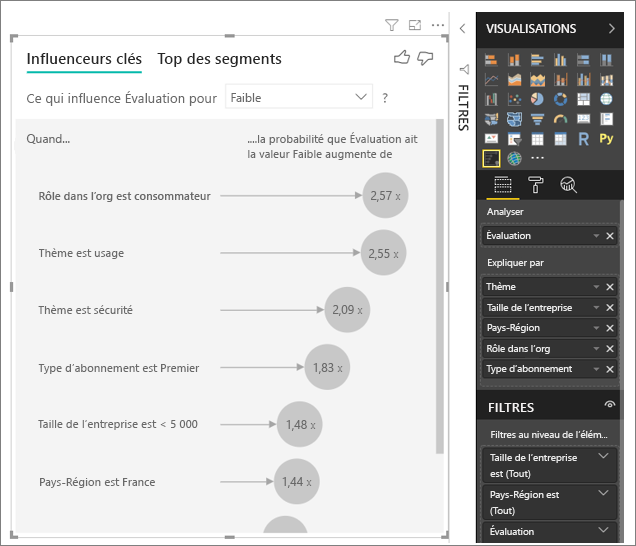 Influenceurs clés Top des segments
Ce qui influence Évaluation pour Faible ?
Quand...
....la probabilité que Évaluation ait
la valeur Faible augmente de
Rôle dans l'org est consommateur 2,57 x
Thème est usage 2,55 x
Thème est sécurité 2,09 x
Type d'abonnement est Premier 1,83 x
Taille de l'entreprise est < 5 000 1,48 x
Pays-Région est France 1,44 x
FILTRES
VISUALISATIONS
R Py
Analyser
Évaluation
Expliquer par
Thème
Taille de l'entreprise
Pays-Région
Rôle dans l'org
Type d'abonnement
FILTRES
Filtres au niveau de l'élém...
Taille de l'entreprise
est (Tout)
Pays-Région est
(Tout)
Évaluation